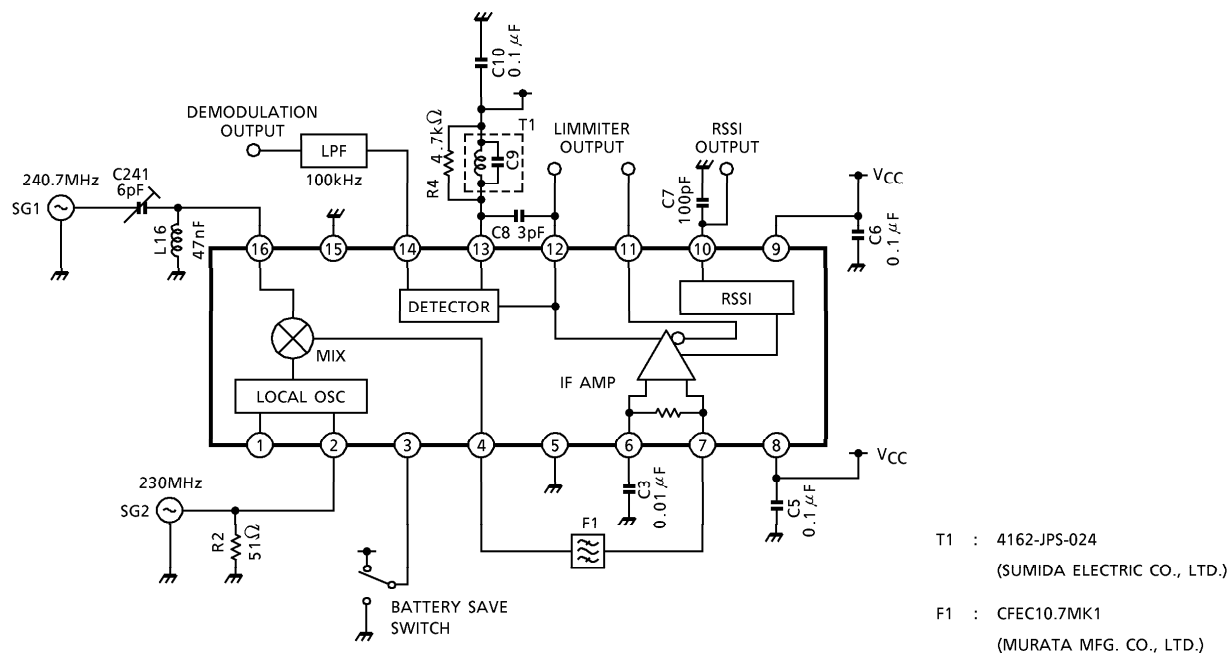 C10
0.1μF
DEMODULATION
OUTPUT
LPF
100kHz
R4 4.7kΩ
T1
C9
LIMMITER
OUTPUT
RSSI
OUTPUT
C7
100pF
VCC
C6
0.1μF
240.7MHz
SG1
C241
6pF
L16
47nF
C8 3pF
16
15
14
13
12
11
10
9
DETECTOR
RSSI
MIX
IF AMP
LOCAL OSC
1
2
3
4
5
6
7
8
230MHz
SG2
R2
51Ω
C3
0.01μF
F1
VCC
C5
0.1μF
BATTERY SAVE
SWITCH
T1 : 4162-JPS-024
(SUMIDA ELECTRIC CO., LTD.)
F1 : CFEC10.7MK1
(MURATA MFG. CO., LTD.)